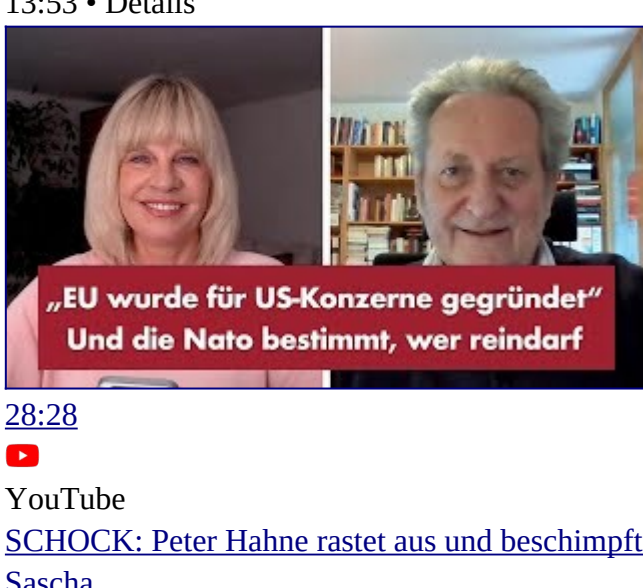 13:53 • Details
„EU wurde für US-Konzerne gegründet“
Und die Nato bestimmt, wer reindarf
28:28
YouTube
SCHOCK: Peter Hahne rastet aus und beschimpft
Sascha